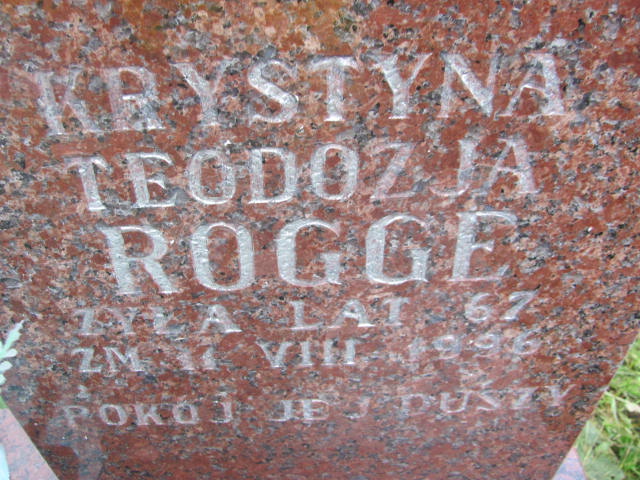 KRYSTYNA
TEODOZJA
ROGGE
ŻYŁA LAT 67
ZM 11 VIII 1996
POKÓJ JEJ DUSZY